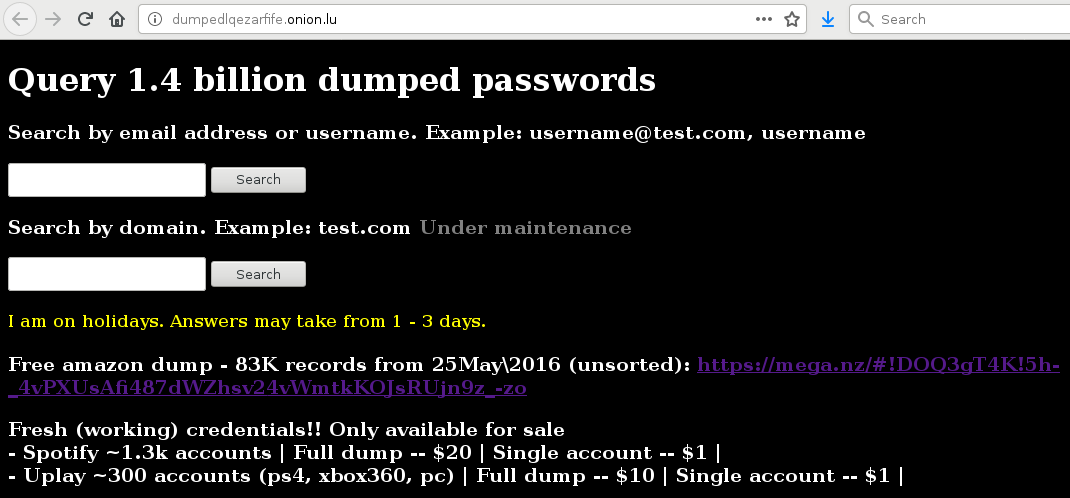 dumpedlqezarfife.onion.lu
Search
Query 1.4 billion dumped passwords
Search by email address or username. Example: username@test.com, username
Search
Search by domain. Example: test.com Under maintenance
Search
I am on holidays. Answers may take from 1 - 3 days.
Free amazon dump - 83K records from 25May\2016 (unsorted): https://mega.nz/#!DOQ3gT4K!5h-
_4vPXUsAfi487dWZhsv24vWmtkKOJsRUjn9z_-zo
Fresh (working) credentials!! Only available for sale
- Spotify ~1.3k accounts | Full dump -- $20 | Single account -- $1 |
- Uplay ~300 accounts (ps4, xbox360, pc) | Full dump -- $10 | Single account -- $1 |